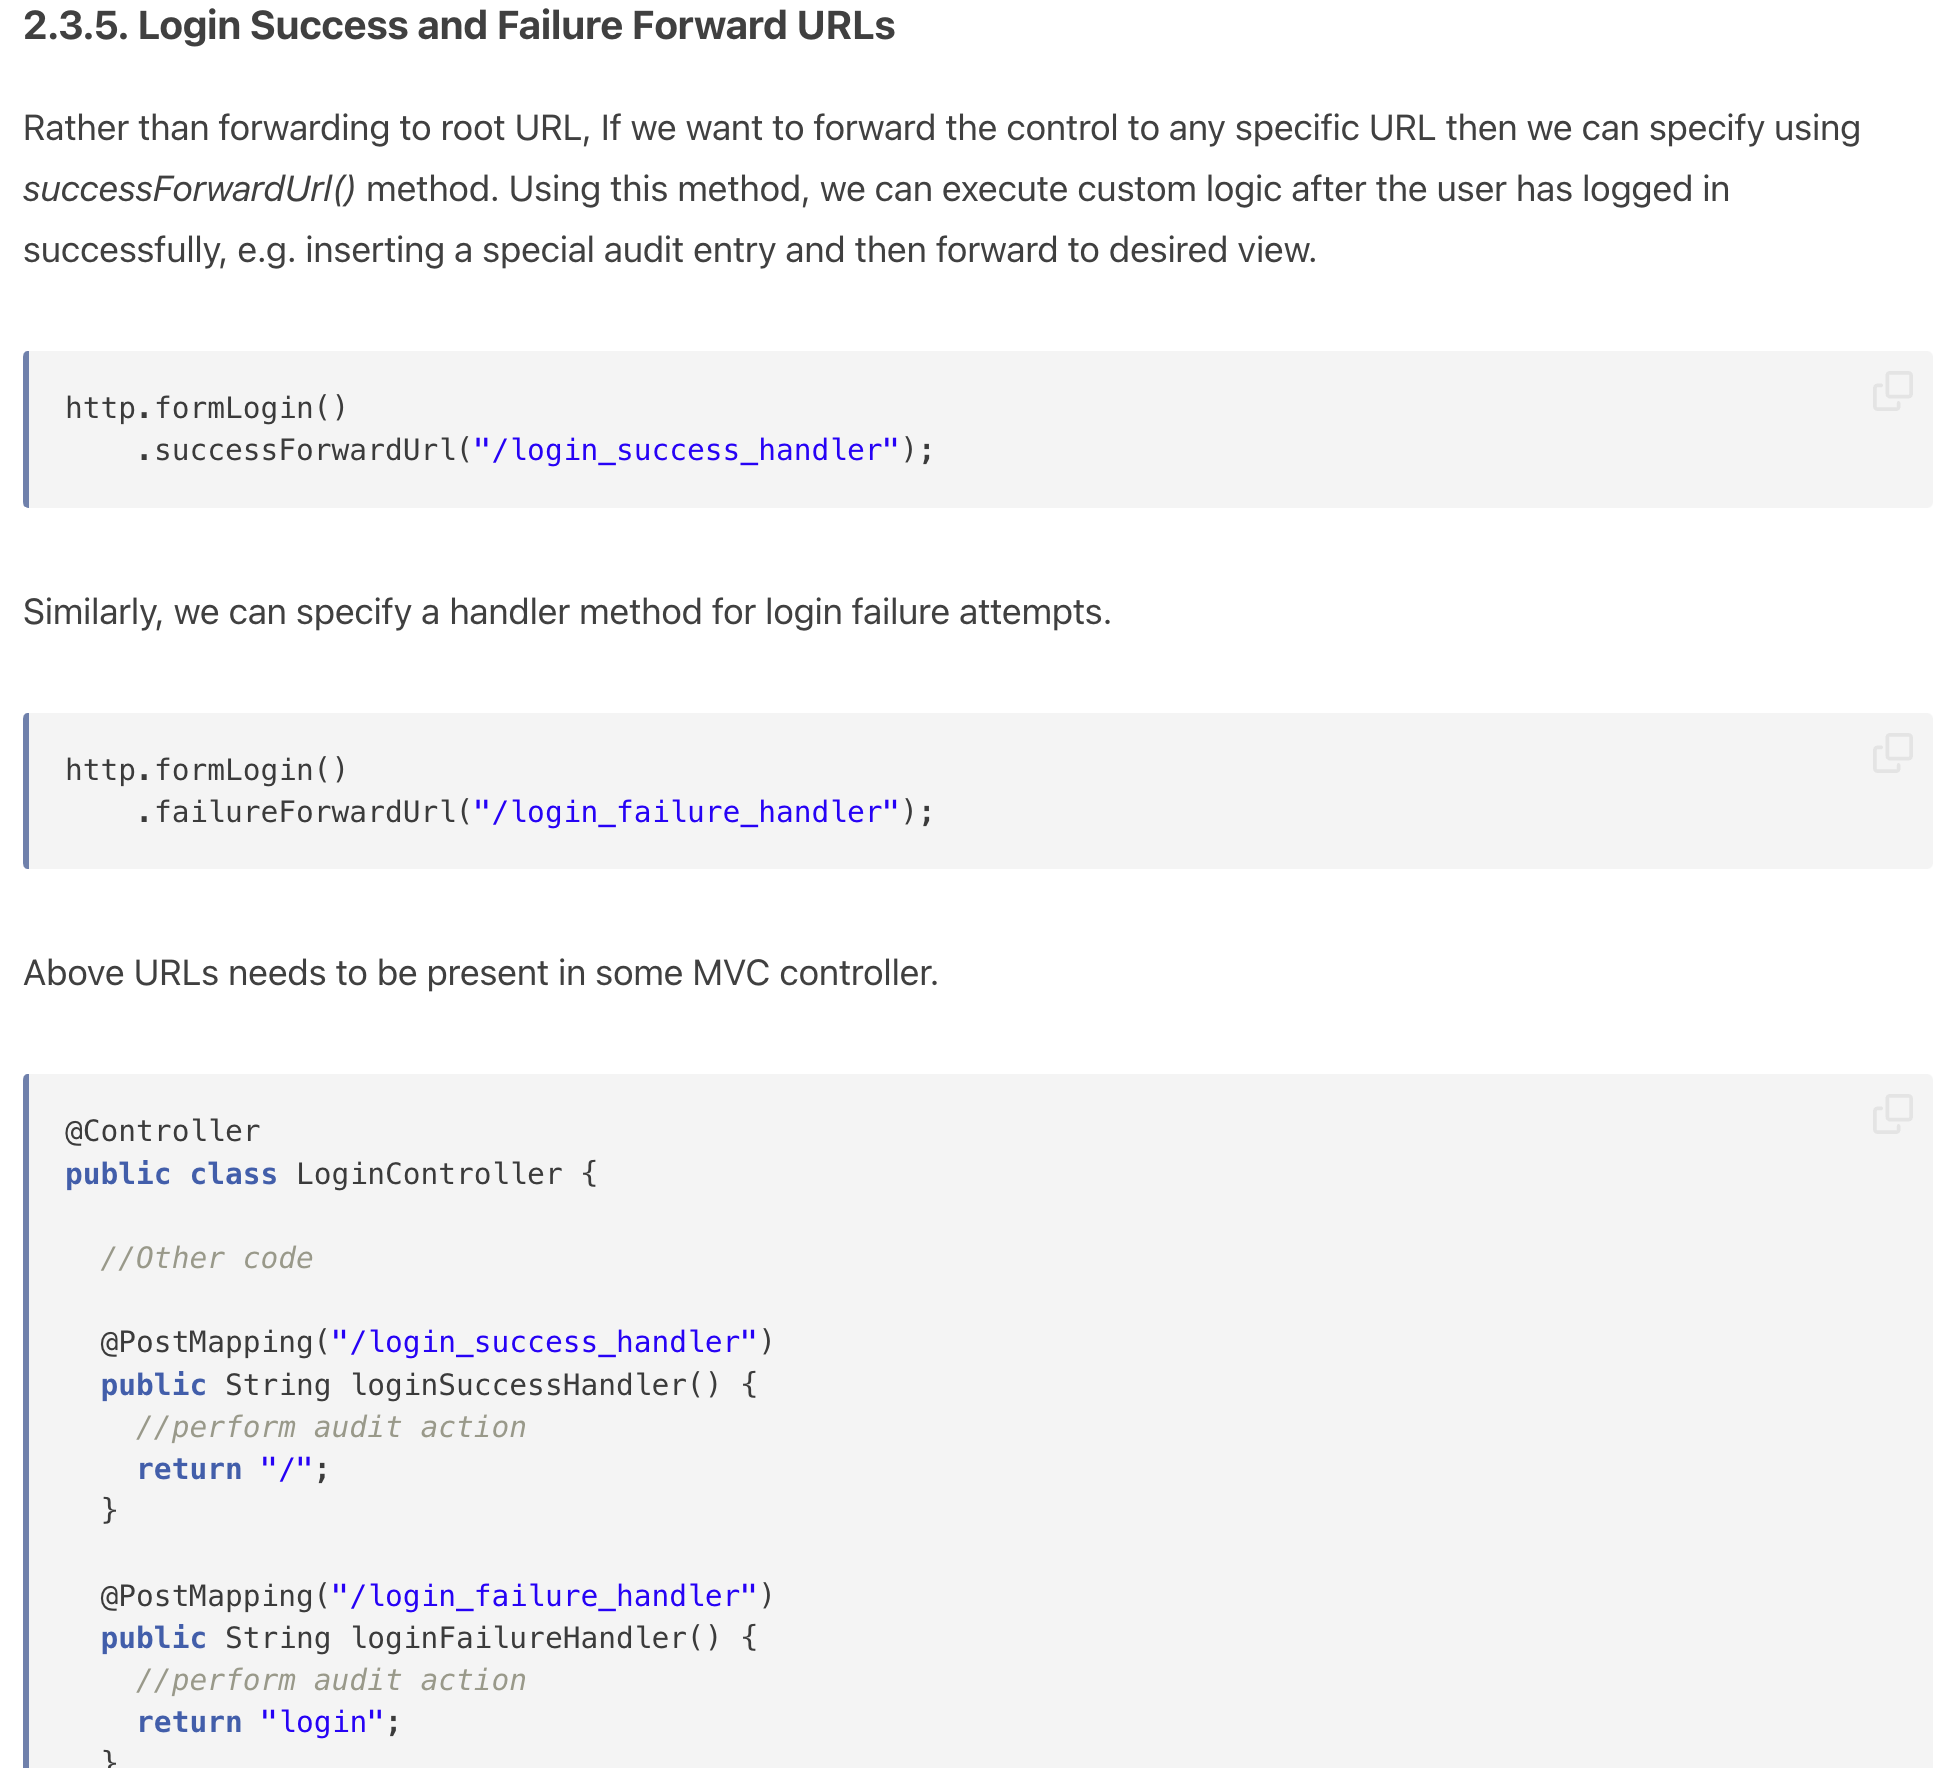 2.3.5. Login Success and Failure Forward URLs
Rather than forwarding to root URL, If we want to forward the control to any specific URL then we can specify using
successForwardUrl() method. Using this method, we can execute custom logic after the user has logged in
successfully, e.g. inserting a special audit entry and then forward to desired view.
http.formLogin()
    .successForwardUrl("/login_success_handler");
Similarly, we can specify a handler method for login failure attempts.
http.formLogin()
    .failureForwardUrl("/login_failure_handler");
Above URLs needs to be present in some MVC controller.
@Controller
public class LoginController {
  //Other code
  @PostMapping("/login_success_handler")
  public String loginSuccessHandler() {
    //perform audit action
    return "/";
  }
  @PostMapping("/login_failure_handler")
  public String loginFailureHandler() {
    //perform audit action
    return "login";
  }